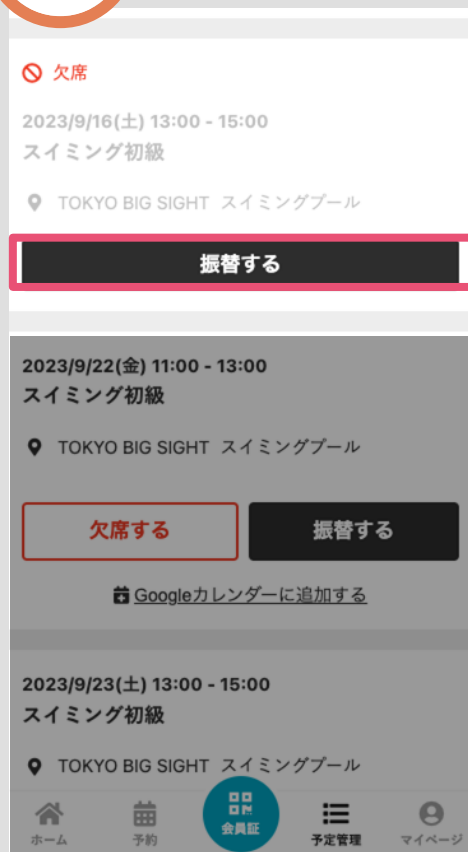 欠席
2023/9/16(土) 13:00 - 15:00
スイミング初級
TOKYO BIG SIGHT スイミングプール
振替する
2023/9/22(金) 11:00 - 13:00
スイミング初級
TOKYO BIG SIGHT スイミングプール
欠席する 振替する
Googleカレンダーに追加する
2023/9/23(土) 13:00 - 15:00
スイミング初級
TOKYO BIG SIGHT スイミングプール
ホーム 予約 会員証 予定管理 マイページ